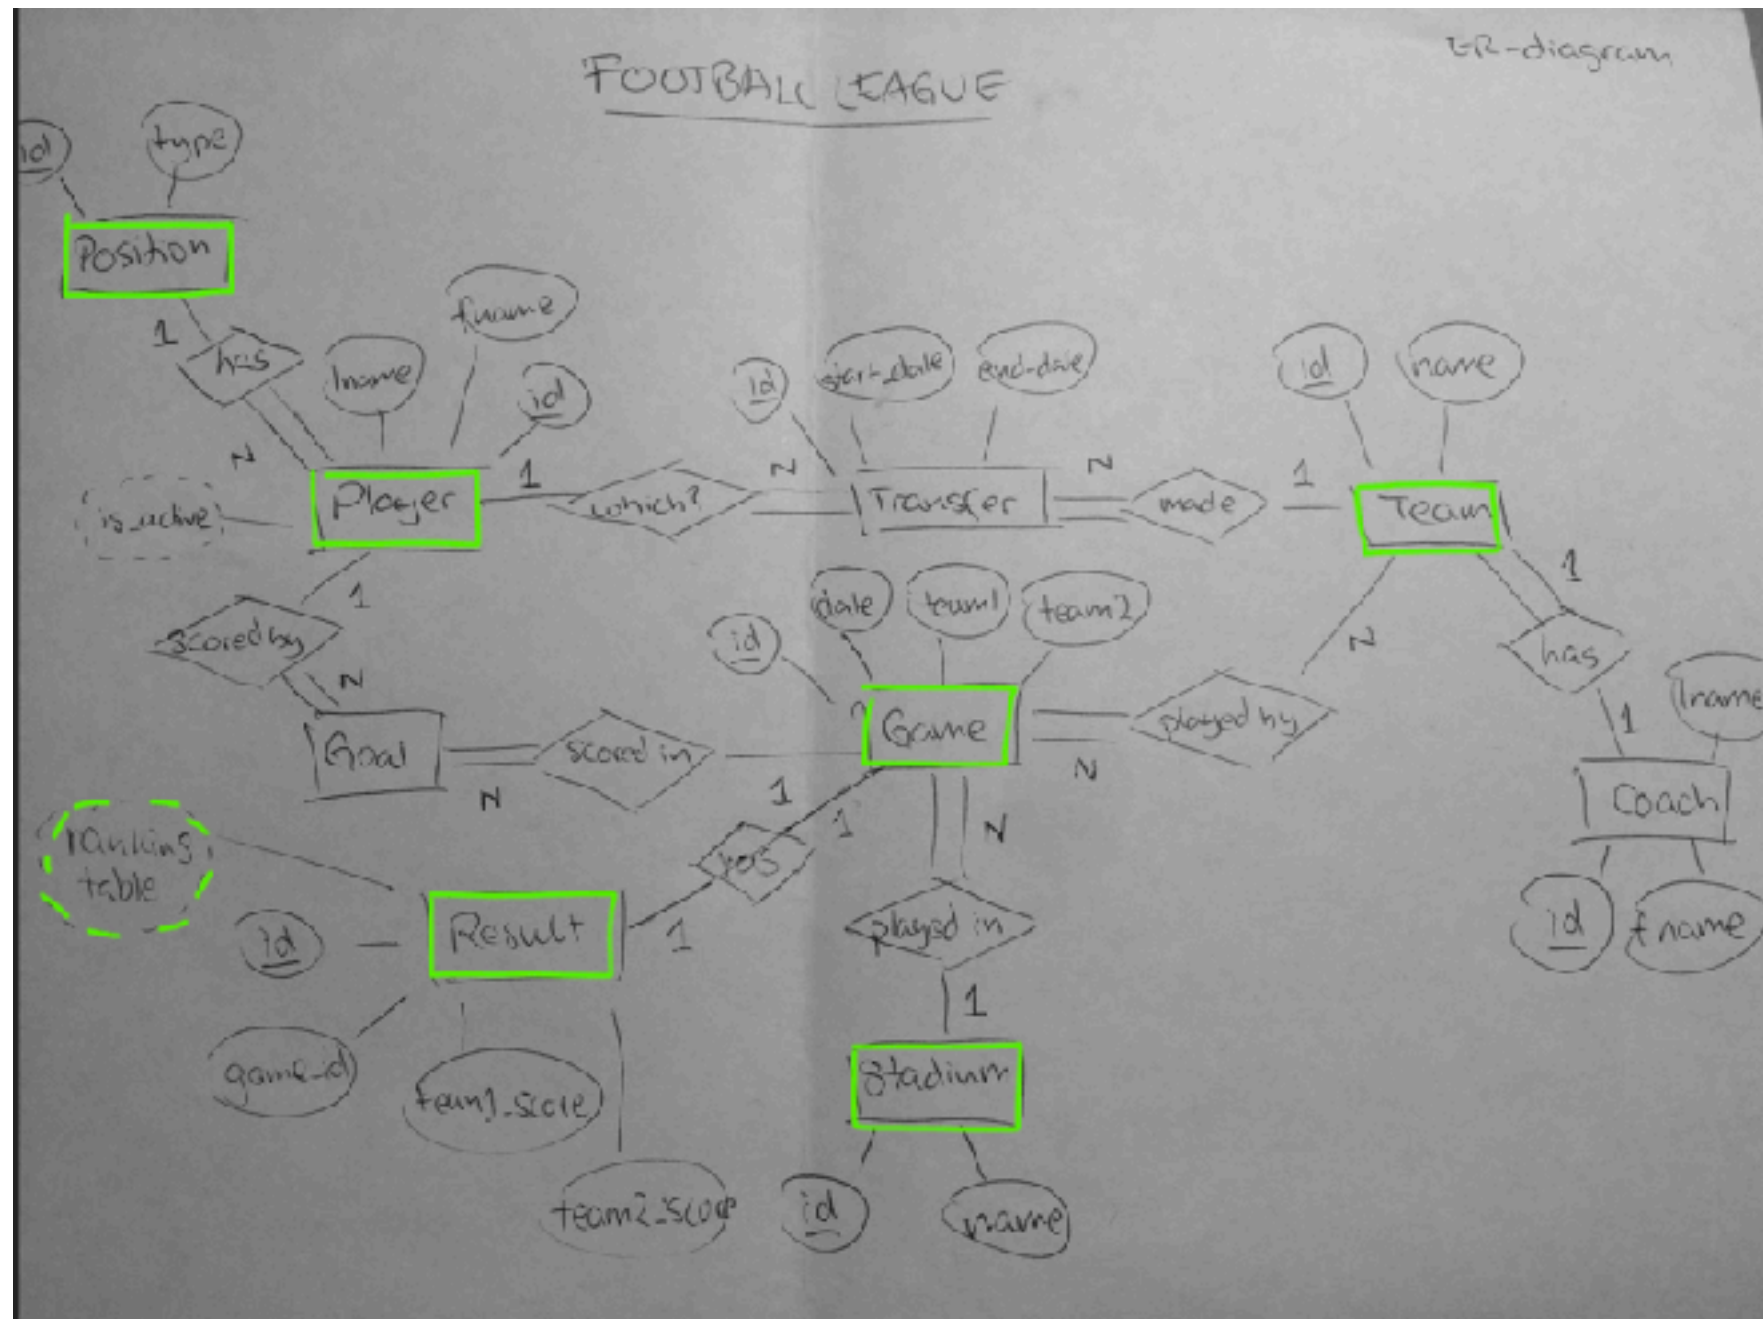 ER-diagram
FOOTBALL LEAGUE
id
type
Position
1
has
N
lname
fname
id
is_active
Player
1
which?
N
id
start_date
end-date
Transfer
N
made
1
id
name
Team
1
has
1
lname
Coach
id
fname
1
scored by
N
Goal
N
scored in
1
id
date
team1
team2
Game
N
played by
N
1
has
1
ranking
table
Result
id
game_id
team1_score
team2_score
N
played in
1
Stadium
id
name